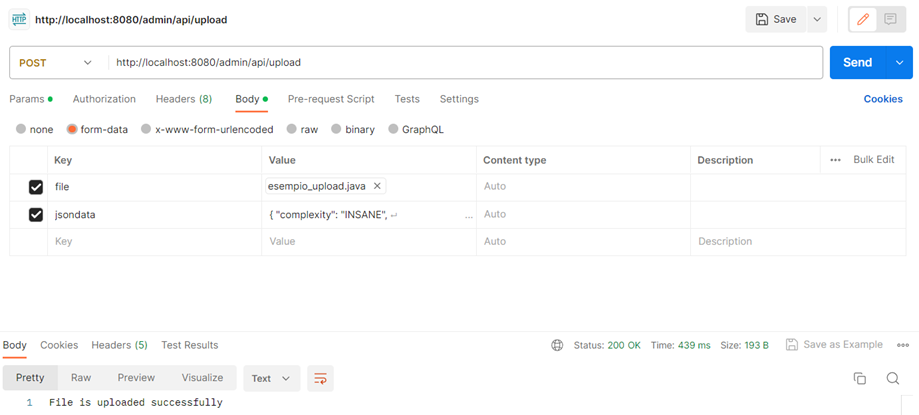 HTTP http://localhost:8080/admin/api/upload Save
POST http://localhost:8080/admin/api/upload Send
Params Authorization Headers (8) Body Pre-request Script Tests Settings Cookies
none form-data x-www-form-urlencoded raw binary GraphQL
Key Value Content type Description ••• Bulk Edit
file esempio_upload.java × Auto
jsondata { "complexity": "INSANE", ↵ ... Auto
Key Value Auto Description
Body Cookies Headers (5) Test Results Status: 200 OK Time: 439 ms Size: 193 B Save as Example •••
Pretty Raw Preview Visualize Text
1 File is uploaded successfully